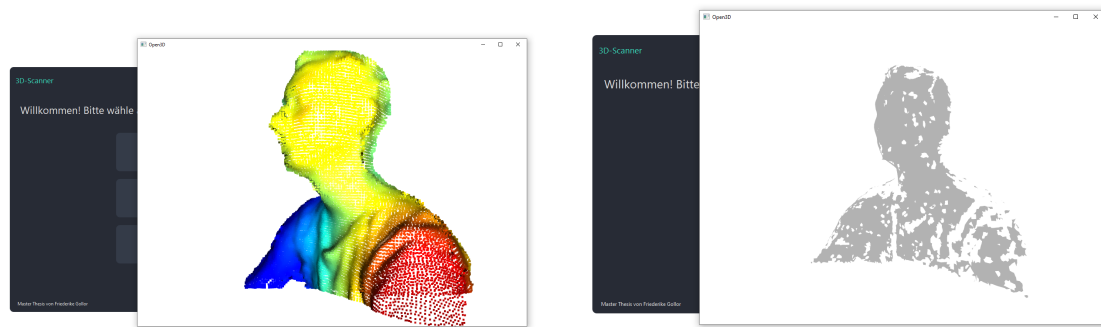 Open3D
3D-Scanner
Willkommen! Bitte wähle
Master Thesis von Friederike Gollor
Open3D
3D-Scanner
Willkommen! Bitte
Master Thesis von Friederike Gollor